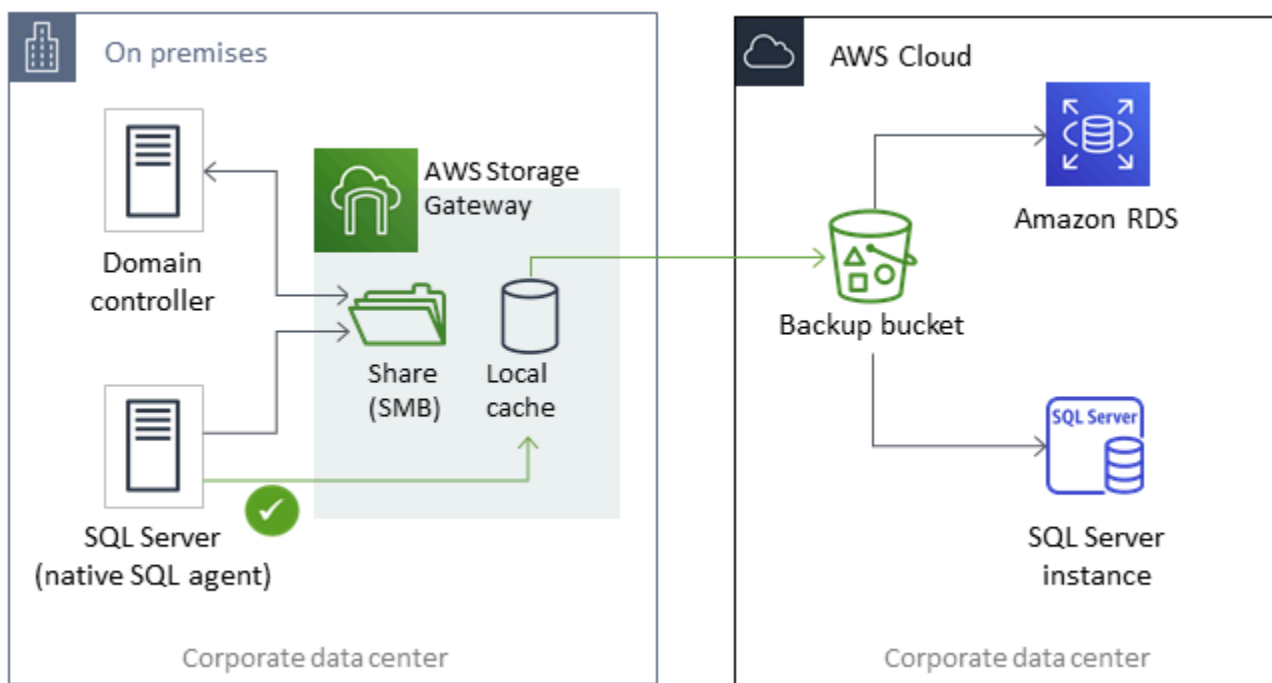 On premises
Domain
controller
SQL Server
(native SQL agent)
AWS Storage
Gateway
Share
(SMB)
Local
cache
Corporate data center
AWS Cloud
Amazon RDS
Backup bucket
SQL Server
SQL Server
instance
Corporate data center